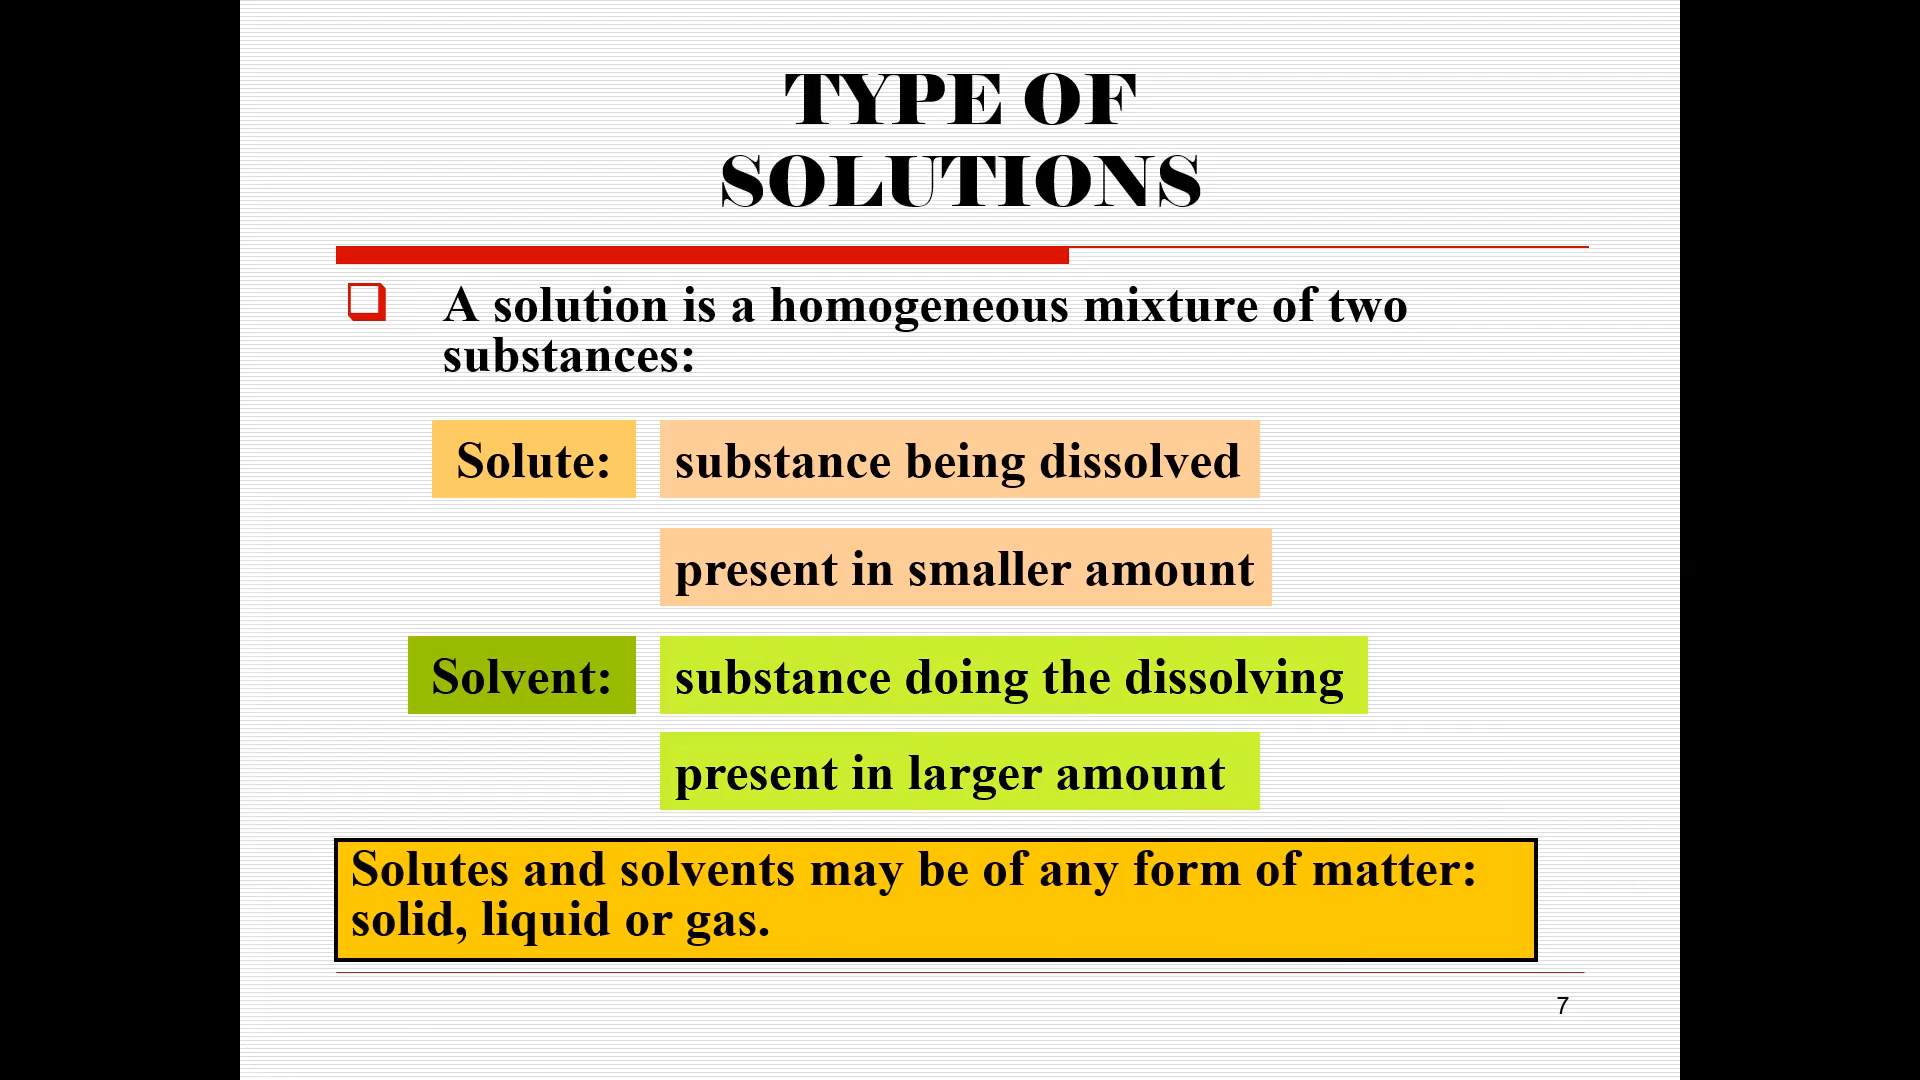 TYPE OF
SOLUTIONS
A solution is a homogeneous mixture of two
substances:
Solute: substance being dissolved
present in smaller amount
Solvent: substance doing the dissolving
present in larger amount
Solutes and solvents may be of any form of matter:
solid, liquid or gas.
7